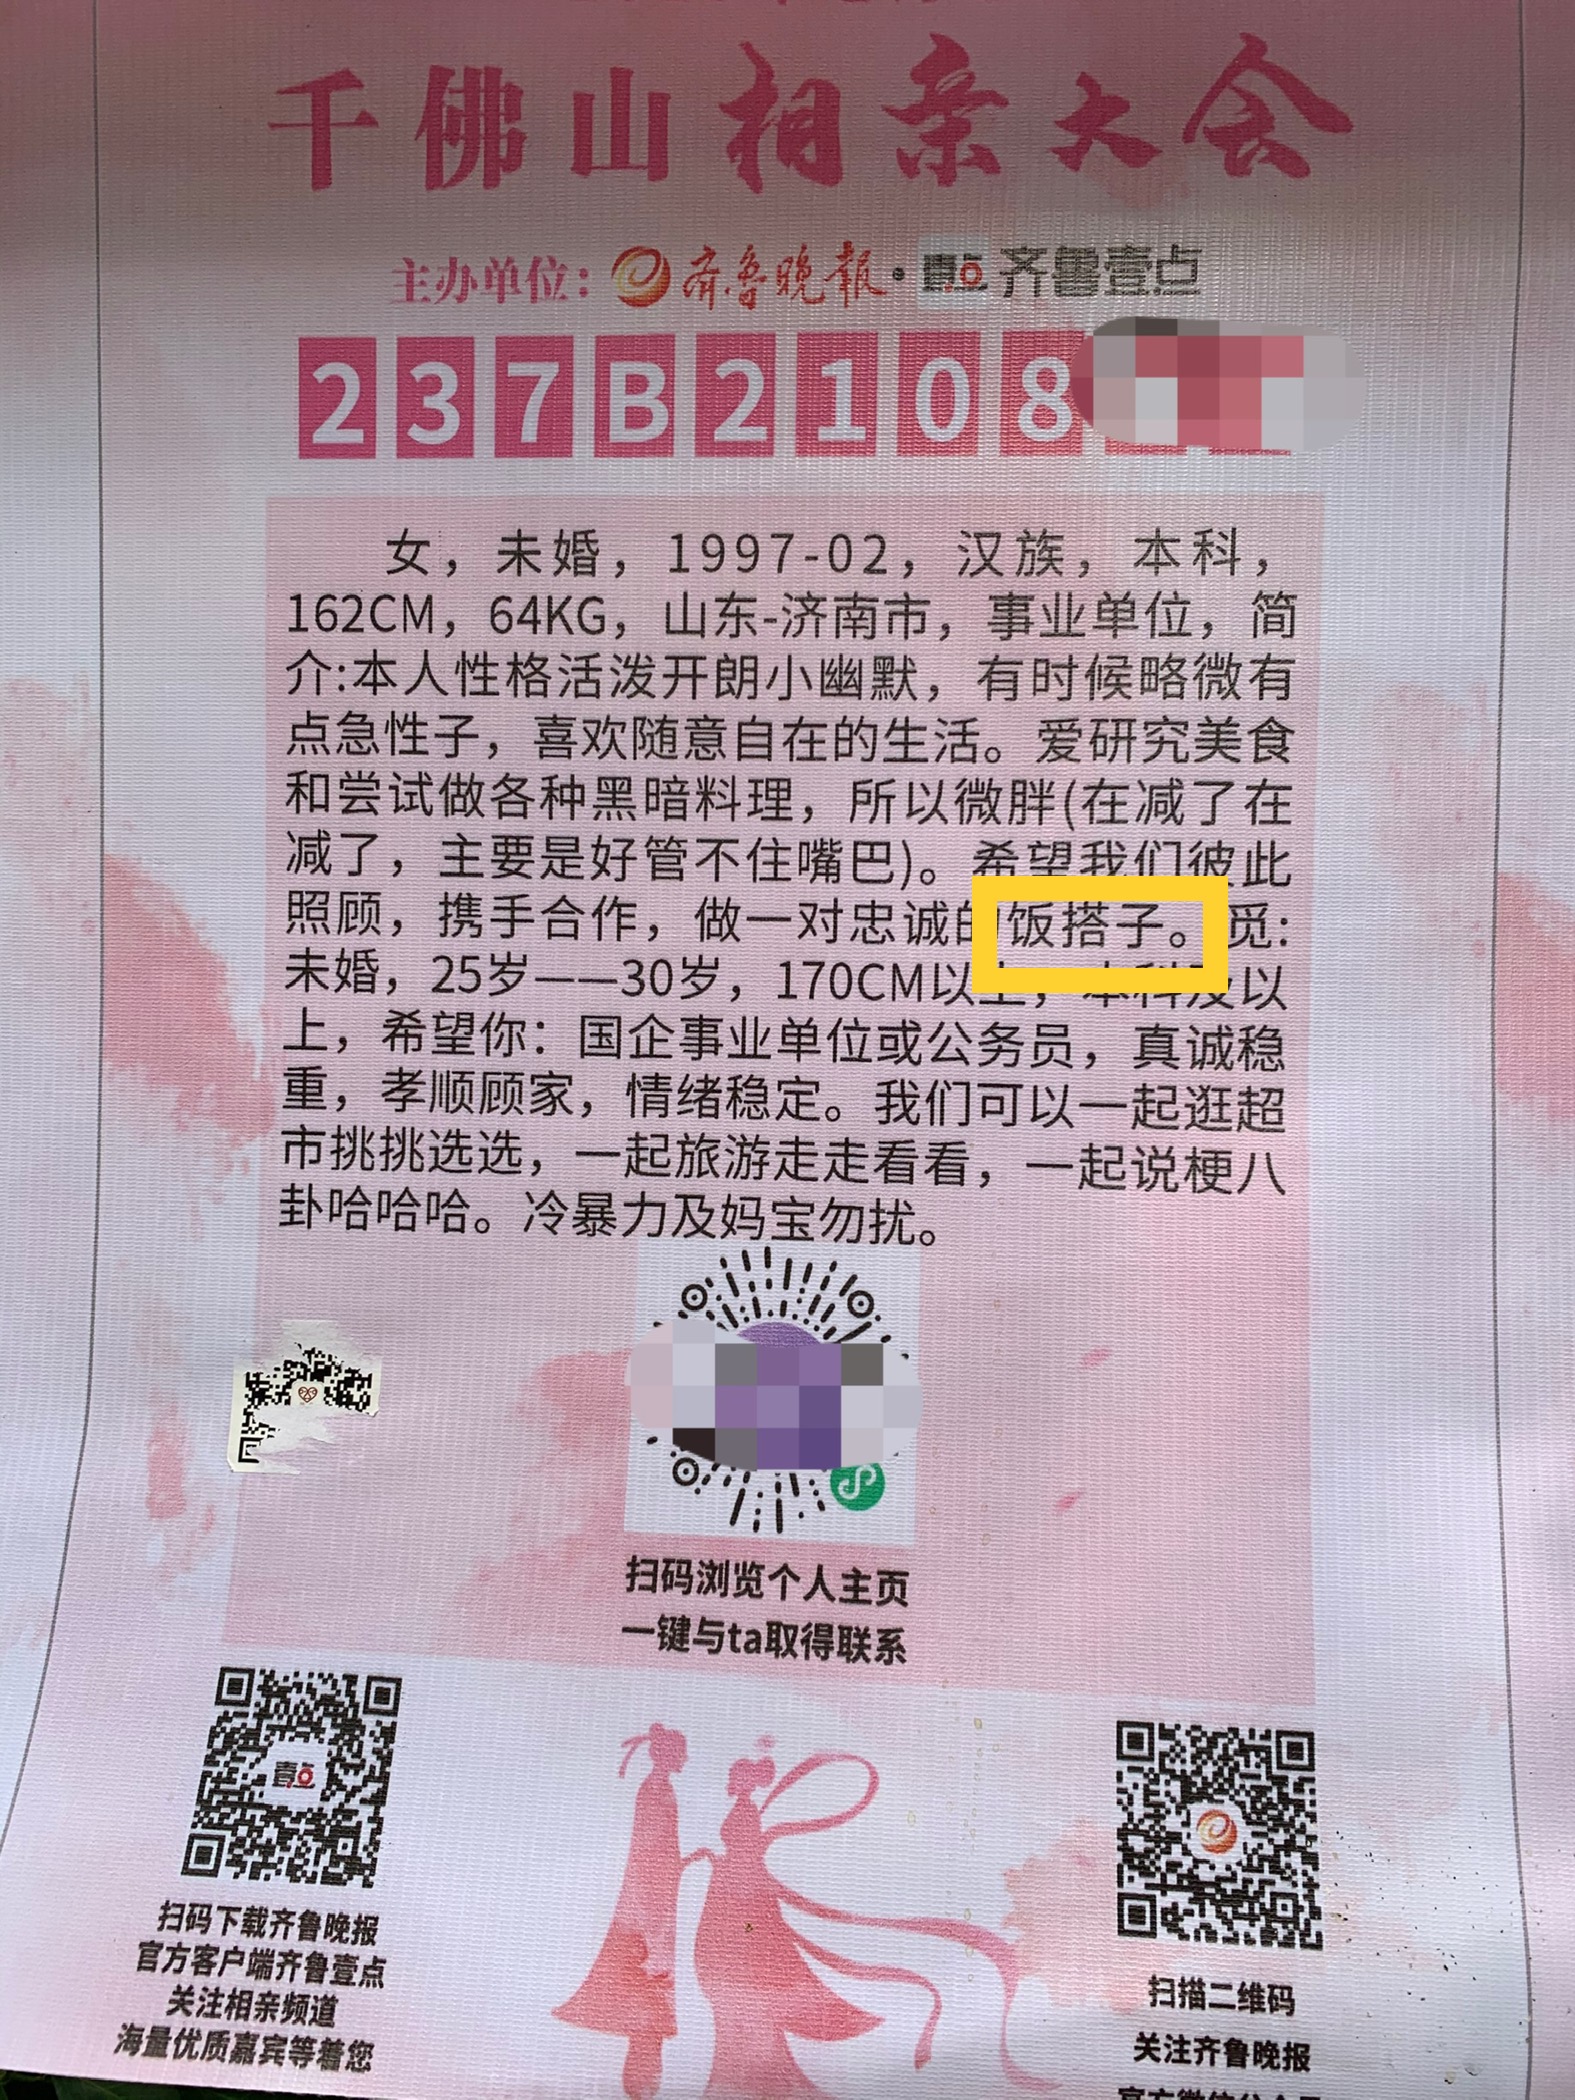 千佛山相亲大会
主办单位：齐鲁晚报·壹点 齐鲁壹点
237B2108
女，未婚，1997-02，汉族，本科，
162CM，64KG，山东-济南市，事业单位，简
介:本人性格活泼开朗小幽默，有时候略微有
点急性子，喜欢随意自在的生活。爱研究美食
和尝试做各种黑暗料理，所以微胖(在减了在
减了，主要是好管不住嘴巴)。希望我们彼此
照顾，携手合作，做一对忠诚的饭搭子。觅:
未婚，25岁——30岁，170CM以上，本科及以
上，希望你：国企事业单位或公务员，真诚稳
重，孝顺顾家，情绪稳定。我们可以一起逛超
市挑挑选选，一起旅游走走看看，一起说梗八
卦哈哈哈。冷暴力及妈宝勿扰。
扫码浏览个人主页
一键与ta取得联系
壹点
扫码下载齐鲁晚报
官方客户端齐鲁壹点
关注相亲频道
海量优质嘉宾等着您
扫描二维码
关注齐鲁晚报